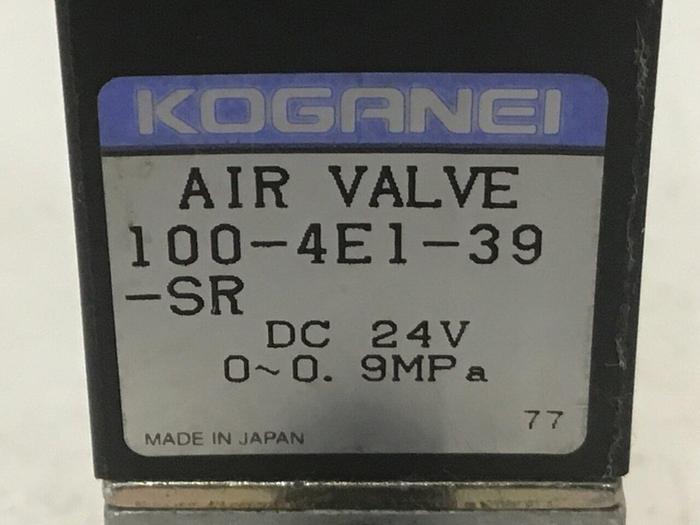 KOGANEI
AIR VALVE
100-4E1-39
-SR
DC 24V
0~0.9MPa
77
MADE IN JAPAN